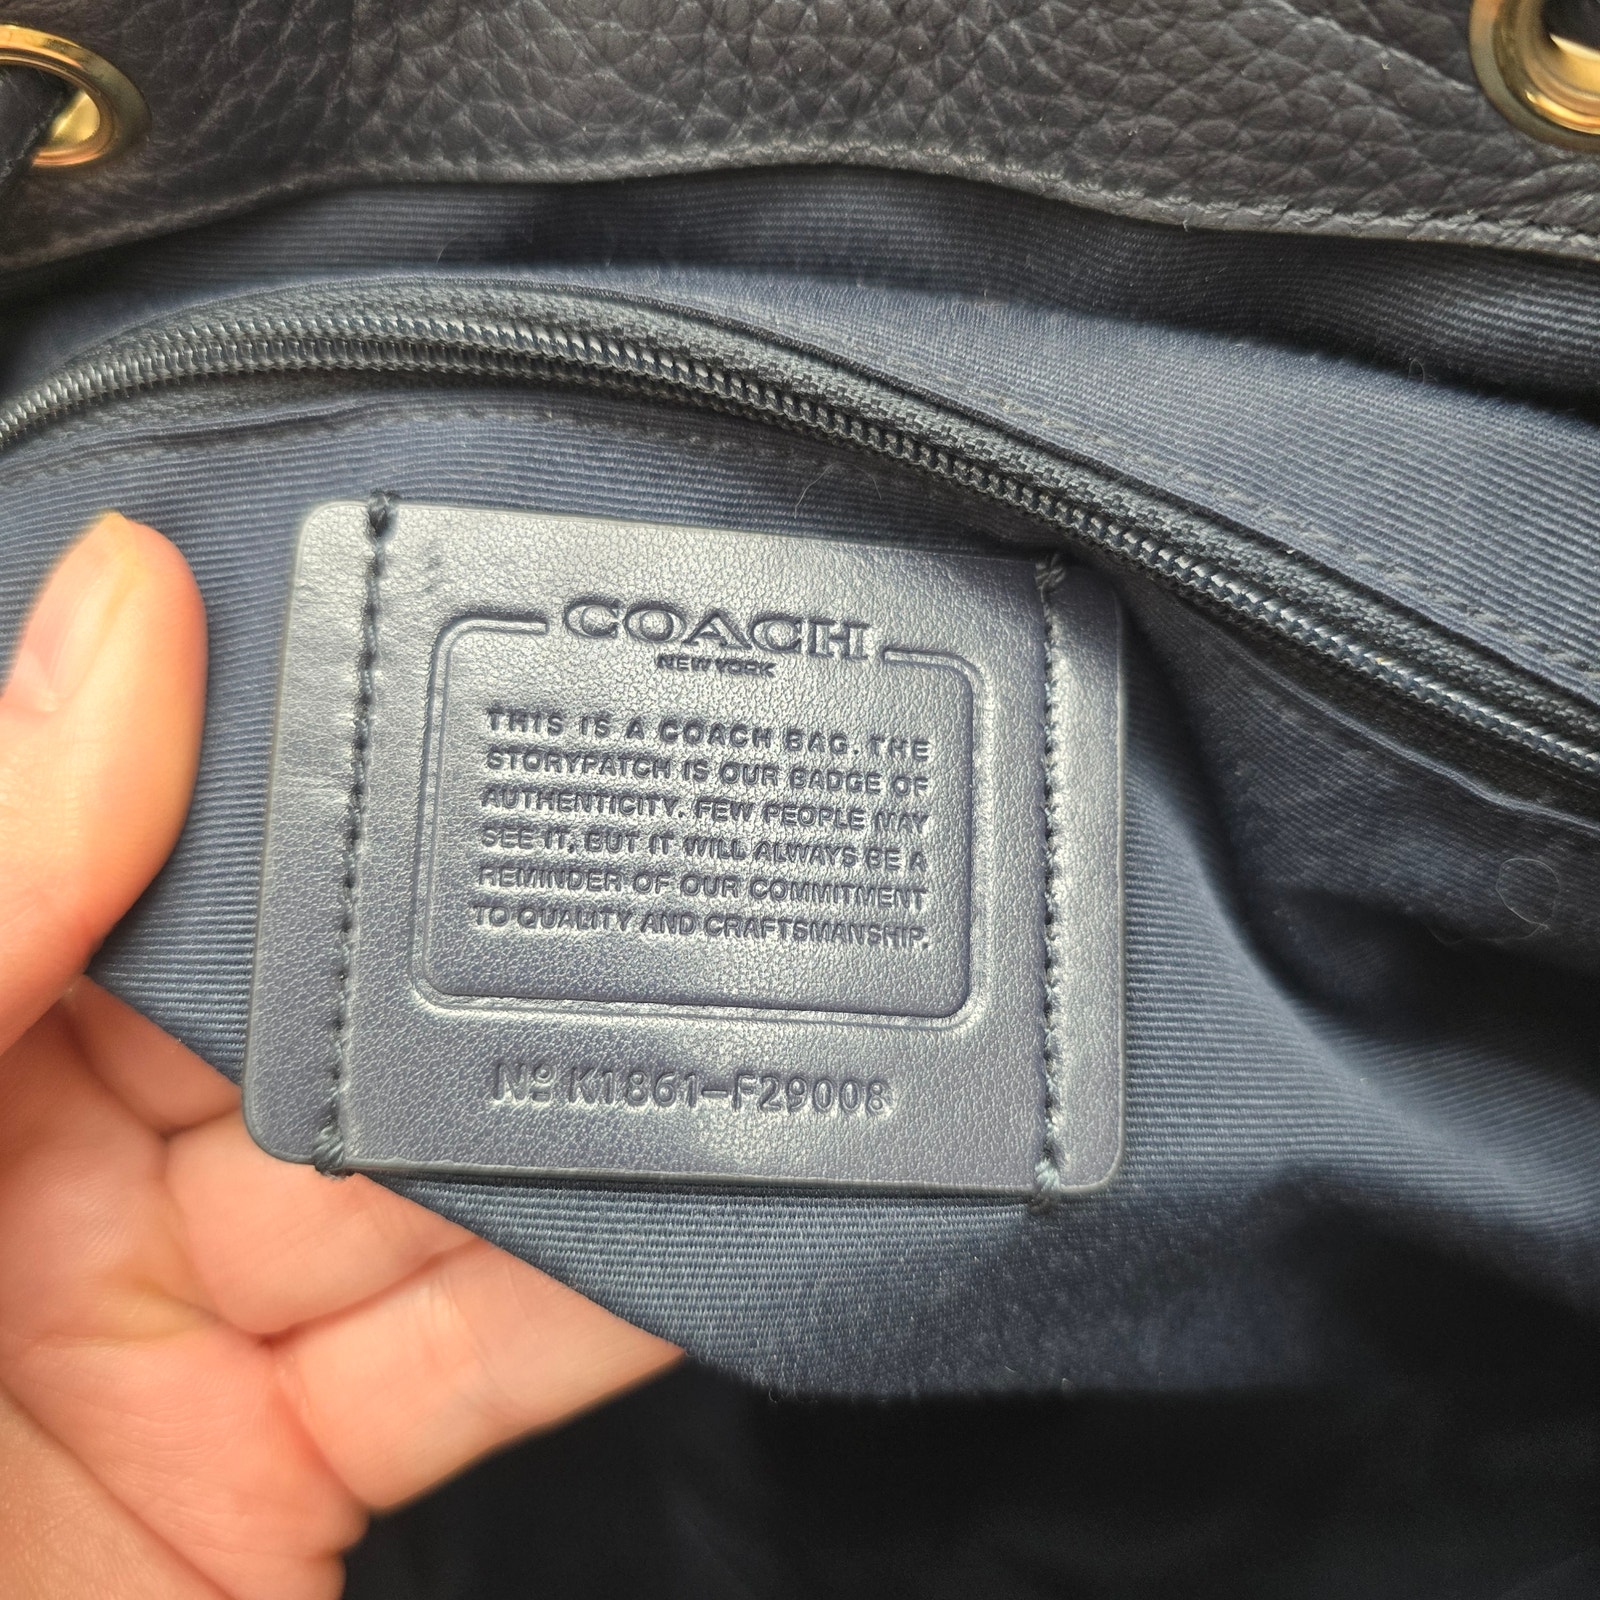 COACH
NEW YORK
THIS IS A COACH BAG. THE
STORYPATCH IS OUR BADGE OF
AUTHENTICITY. FEW PEOPLE MAY
SEE IT, BUT IT WILL ALWAYS BE A
REMINDER OF OUR COMMITMENT
TO QUALITY AND CRAFTSMANSHIP.
Nº K1861-F29008